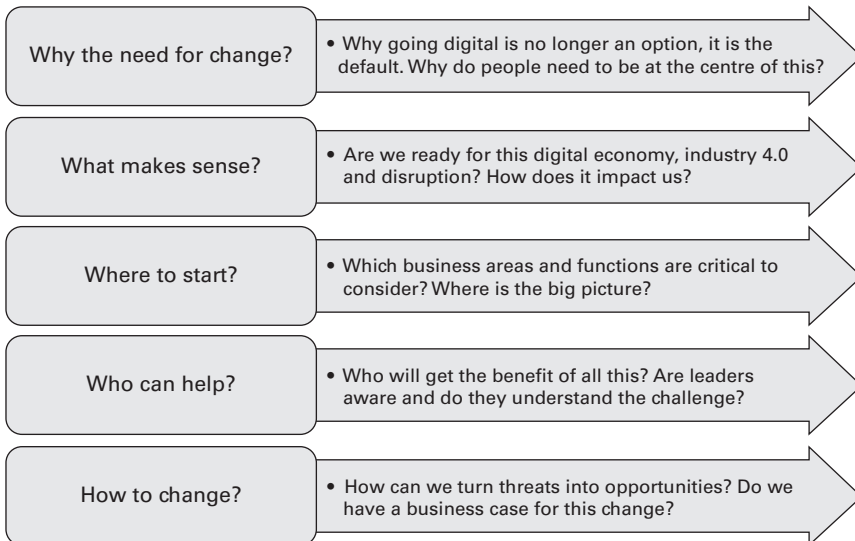 Why the need for change?
• Why going digital is no longer an option, it is the
default. Why do people need to be at the centre of this?
What makes sense?
• Are we ready for this digital economy, industry 4.0
and disruption? How does it impact us?
Where to start?
• Which business areas and functions are critical to
consider? Where is the big picture?
Who can help?
• Who will get the benefit of all this? Are leaders
aware and do they understand the challenge?
How to change?
• How can we turn threats into opportunities? Do we
have a business case for this change?